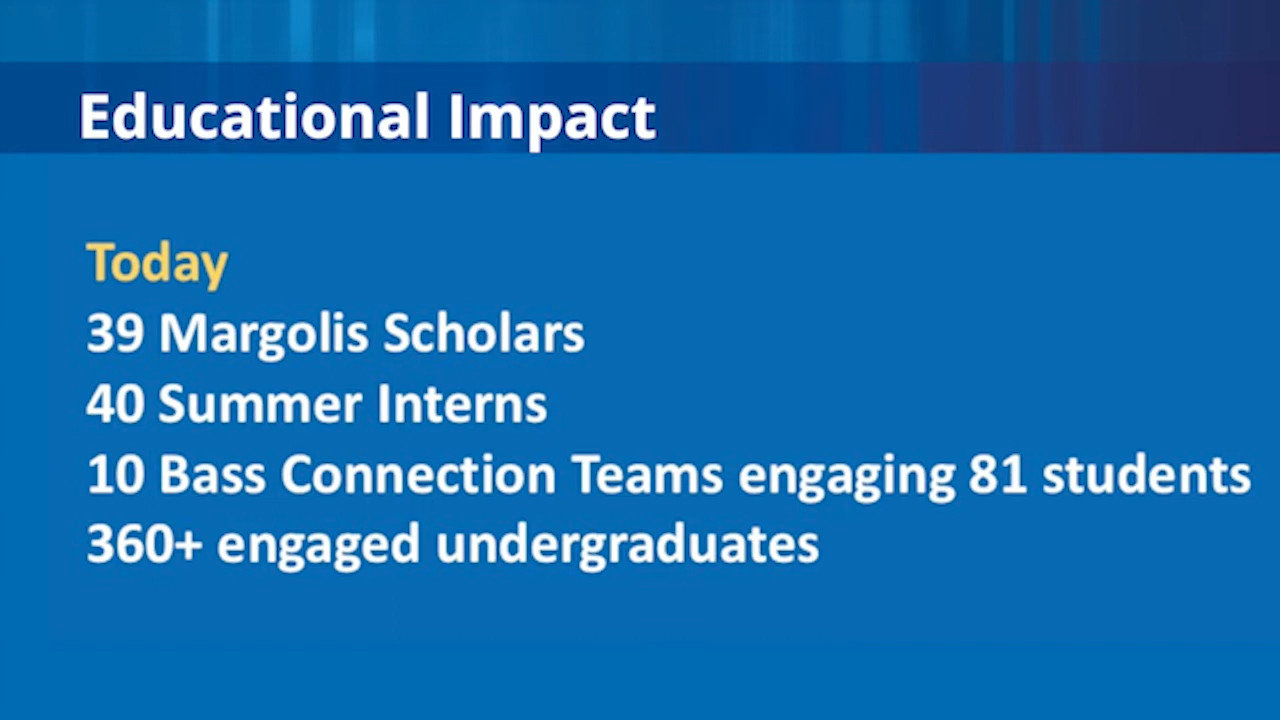 Educational Impact
Today
39 Margolis Scholars
40 Summer Interns
10 Bass Connection Teams engaging 81 students
360+ engaged undergraduates